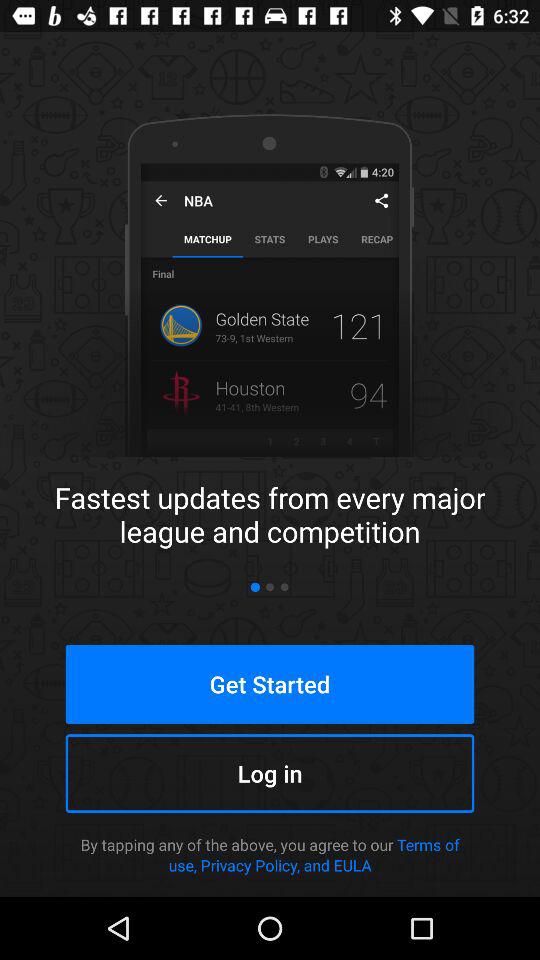 6:32
4:20
NBA
MATCHUP STATS PLAYS RECAP
Final
Golden State 121
73-9, 1st Western
Houston 94
41-41, 8th Western
1 2 3 4 T
Fastest updates from every major
league and competition
Get Started
Log in
By tapping any of the above, you agree to our Terms of
use, Privacy Policy, and EULA